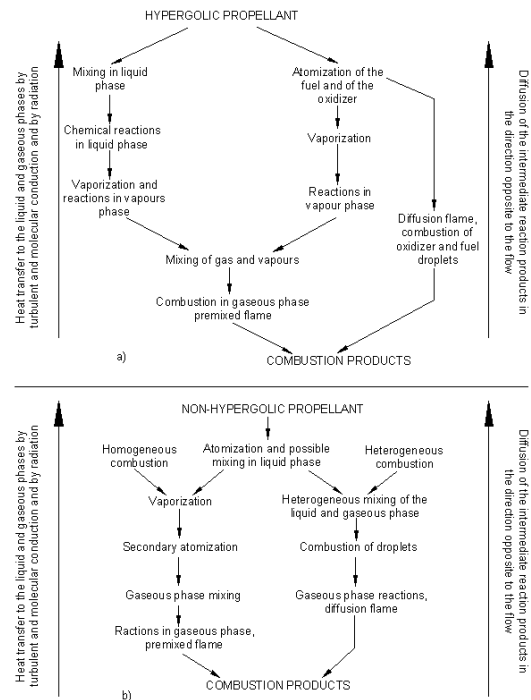 HYPERGOLIC PROPELLANT
Mixing in liquid
phase
Chemical reactions
in liquid phase
Vaporization and
reactions in vapours
phase
Atomization of the
fuel and of the
oxidizer
Vaporization
Reactions in
vapour phase
Diffusion flame,
combustion of
oxidizer and fuel
droplets
Mixing of gas and vapours
Combustion in gaseous phase
premixed flame
COMBUSTION PRODUCTS
a)
Heat transfer to the liquid and gaseous phases by
turbulent and molecular conduction and by radiation
Diffusion of the intermediate reaction products in
the direction opposite to the flow
NON-HYPERGOLIC PROPELLANT
Homogeneous
combustion
Atomization and possible
mixing in liquid phase
Heterogeneous
combustion
Vaporization
Secondary atomization
Gaseous phase mixing
Ractions in gaseous phase,
premixed flame
Heterogeneous mixing of the
liquid and gaseous phase
Combustion of droplets
Gaseous phase reactions,
diffusion flame
COMBUSTION PRODUCTS
b)
Heat transfer to the liquid and gaseous phases by
turbulent and molecular conduction and by radiation
Diffusion of the intermediate reaction products in
the direction opposite to the flow